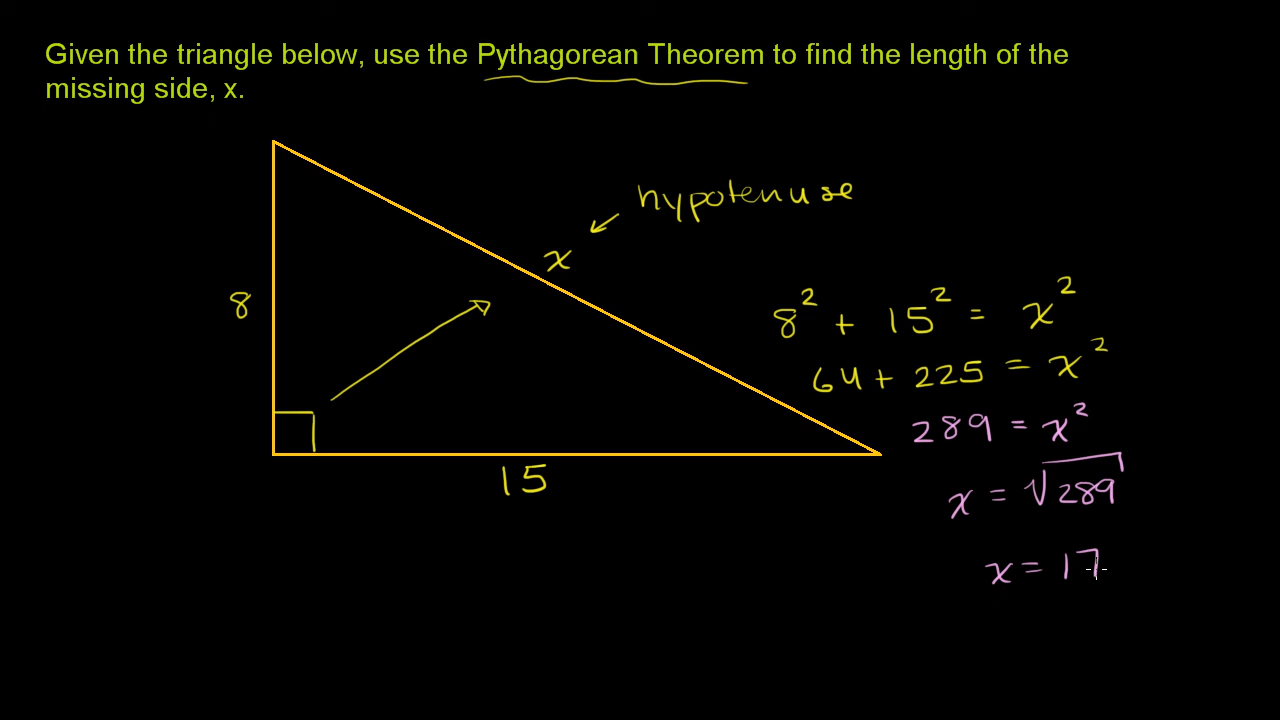 Given the triangle below, use the Pythagorean Theorem to find the length of the
missing side, x.
hypotenuse
x
8
15
8² + 15² = x²
64 + 225 = x²
289 = x²
x = √289
x = 17